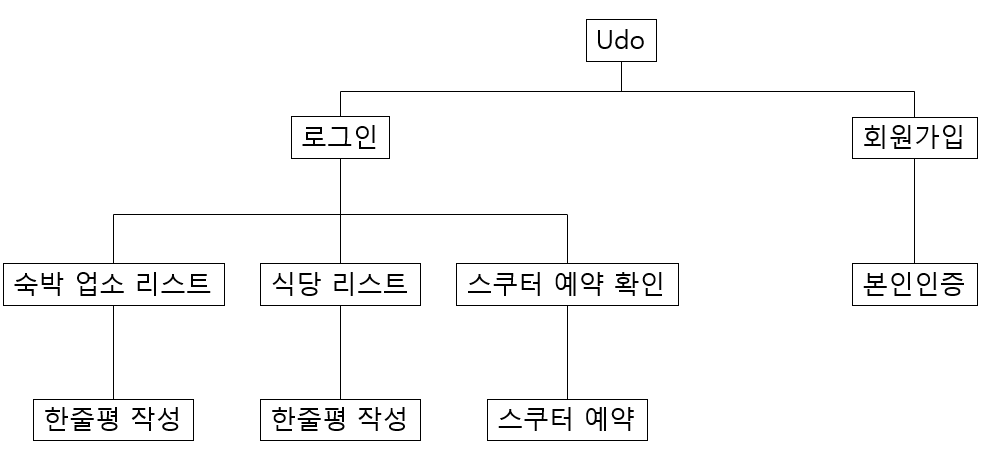 Udo
로그인
회원가입
숙박 업소 리스트
식당 리스트
스쿠터 예약 확인
본인인증
한줄평 작성
한줄평 작성
스쿠터 예약